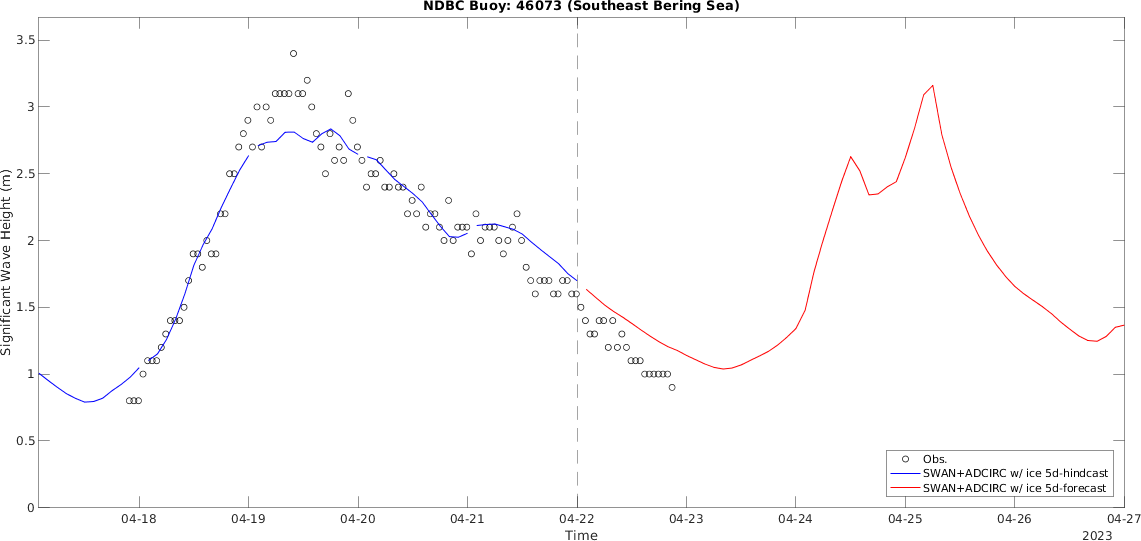 NDBC Buoy: 46073 (Southeast Bering Sea)
Significant Wave Height (m)
3.5
3
2.5
2
1.5
1
0.5
0
Obs.
SWAN+ADCIRC w/ ice 5d-hindcast
SWAN+ADCIRC w/ ice 5d-forecast
04-18 04-19 04-20 04-21 04-22 04-23 04-24 04-25 04-26 04-27
Time
2023